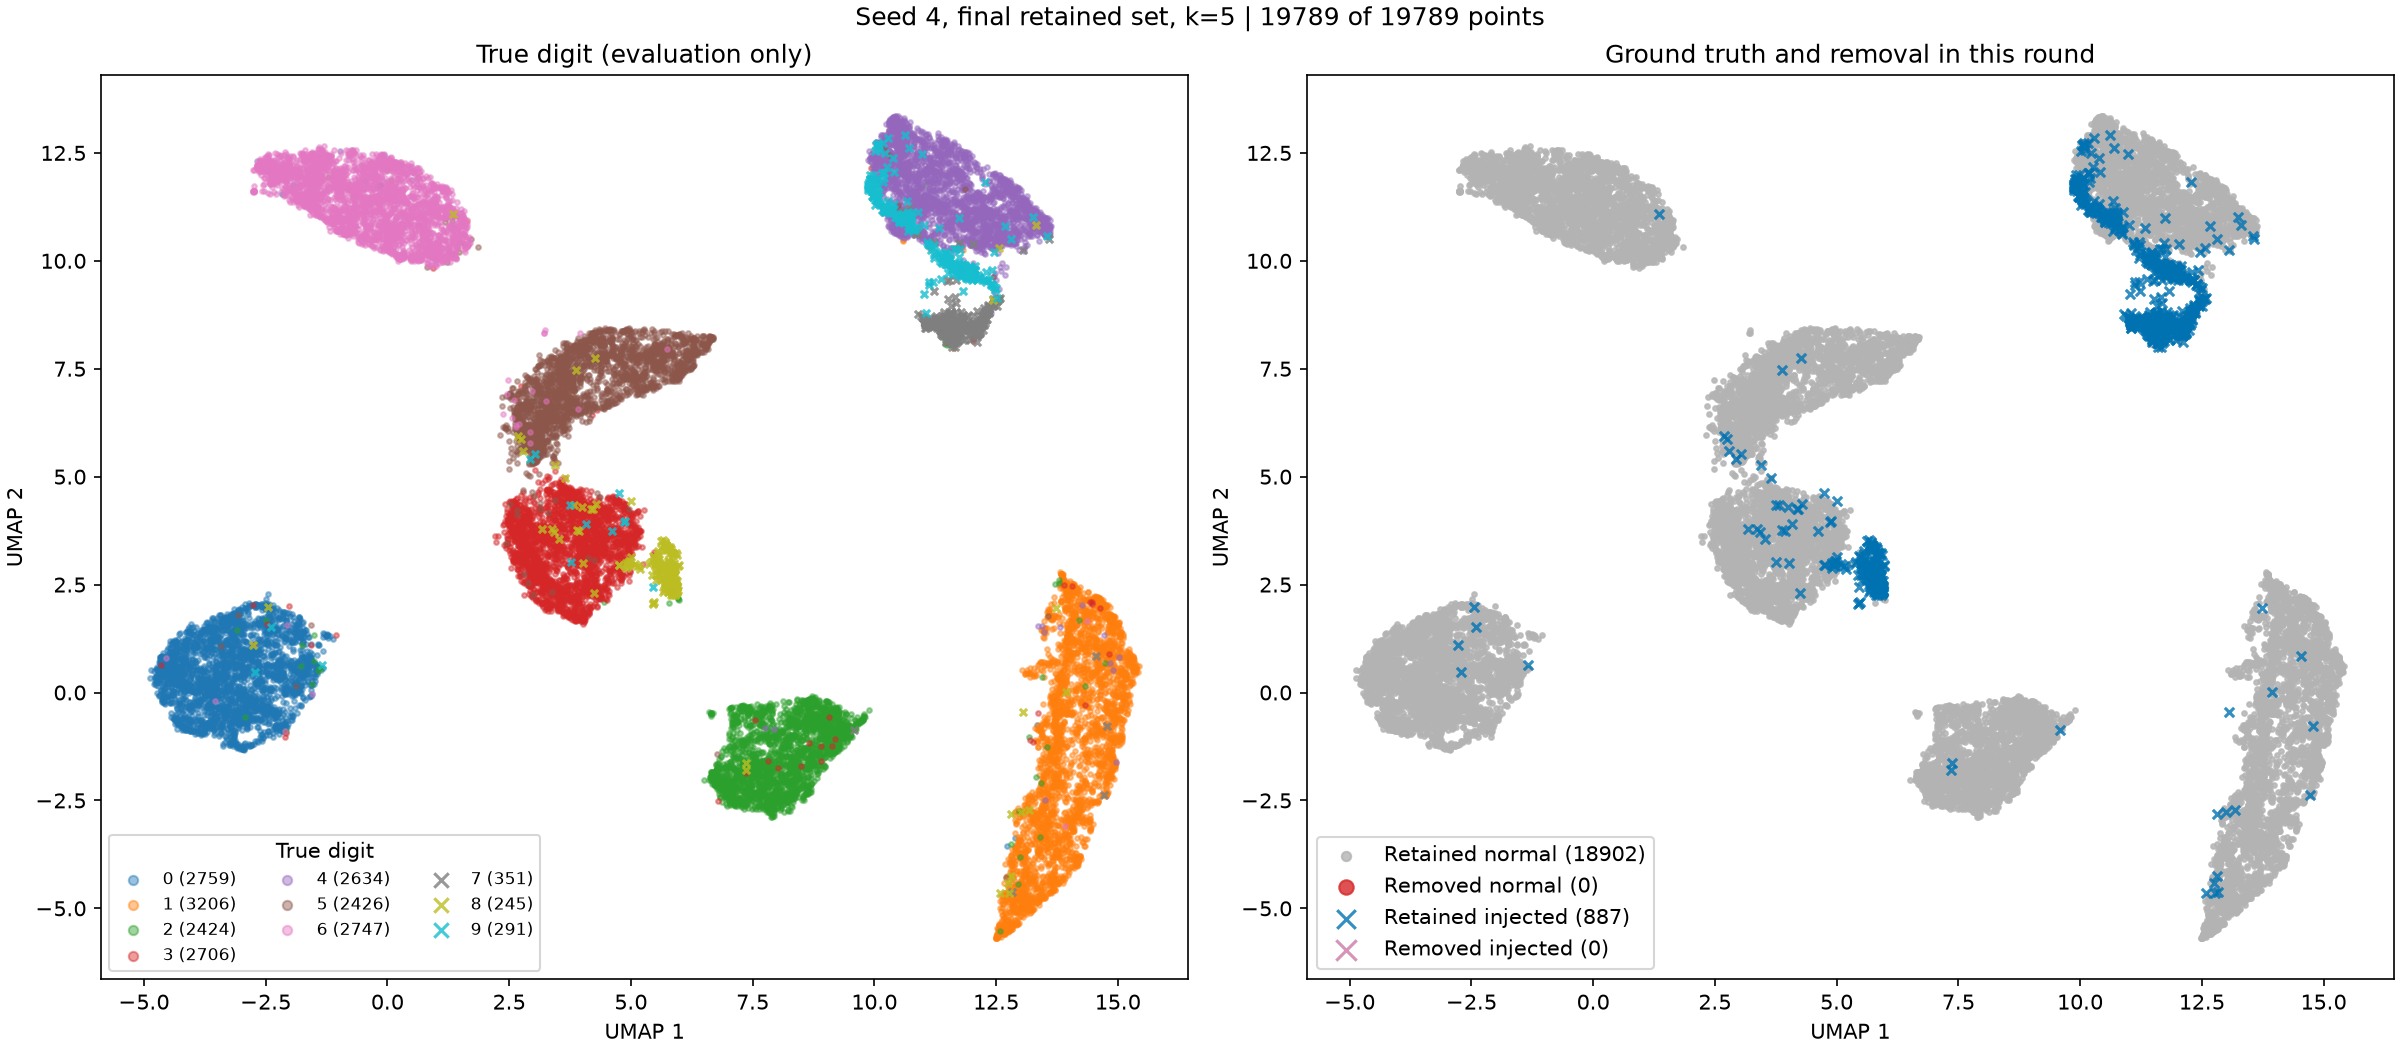 Seed 4, final retained set, k=5 | 19789 of 19789 points
True digit (evaluation only)
12.5
10.0
7.5
5.0
2.5
0.0
−2.5
−5.0
UMAP 2
−5.0 −2.5 0.0 2.5 5.0 7.5 10.0 12.5 15.0
UMAP 1
True digit
0 (2759) 4 (2634) 7 (351)
1 (3206) 5 (2426) 8 (245)
2 (2424) 6 (2747) 9 (291)
3 (2706)
Ground truth and removal in this round
12.5
10.0
7.5
5.0
2.5
0.0
−2.5
−5.0
UMAP 2
−5.0 −2.5 0.0 2.5 5.0 7.5 10.0 12.5 15.0
UMAP 1
Retained normal (18902)
Removed normal (0)
Retained injected (887)
Removed injected (0)